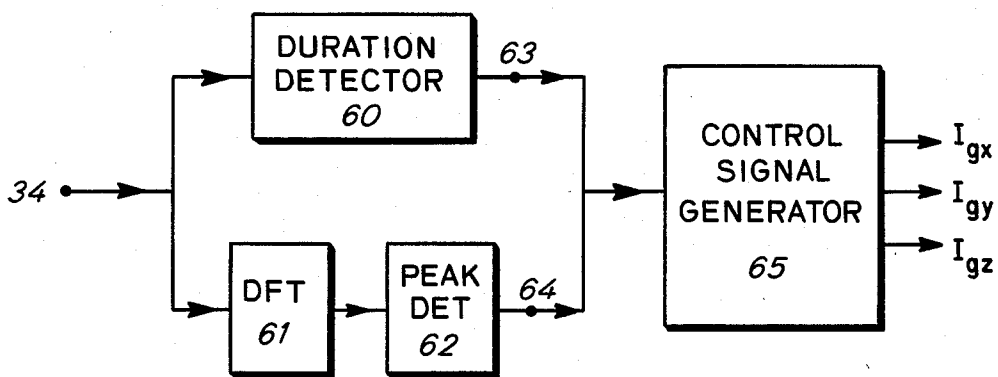 DURATION
DETECTOR
60
63
34
DFT
61
PEAK
DET
62
64
CONTROL
SIGNAL
GENERATOR
65
Igx
Igy
Igz